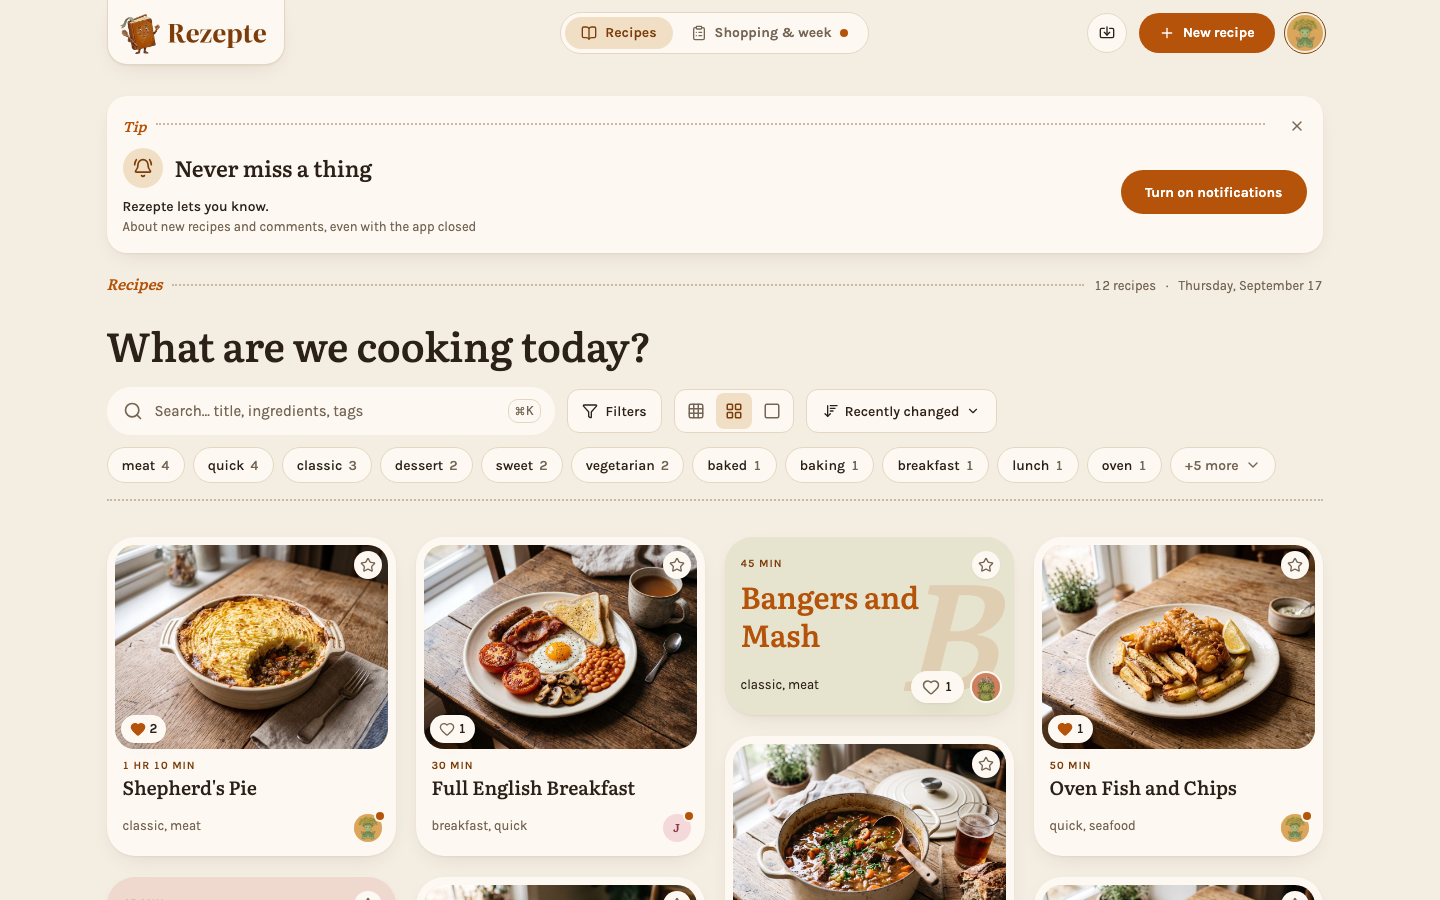 Rezepte
Recipes
Shopping & week
New recipe
Tip
Never miss a thing
Rezepte lets you know.
About new recipes and comments, even with the app closed
Turn on notifications
Recipes
12 recipes · Thursday, September 17
What are we cooking today?
Search... title, ingredients, tags
⌘K
Filters
Recently changed
meat 4
quick 4
classic 3
dessert 2
sweet 2
vegetarian 2
baked 1
baking 1
breakfast 1
lunch 1
oven 1
+5 more
2
1 HR 10 MIN
Shepherd's Pie
classic, meat
1
30 MIN
Full English Breakfast
breakfast, quick
J
45 MIN
Bangers and
Mash
B
classic, meat
1
1
50 MIN
Oven Fish and Chips
quick, seafood